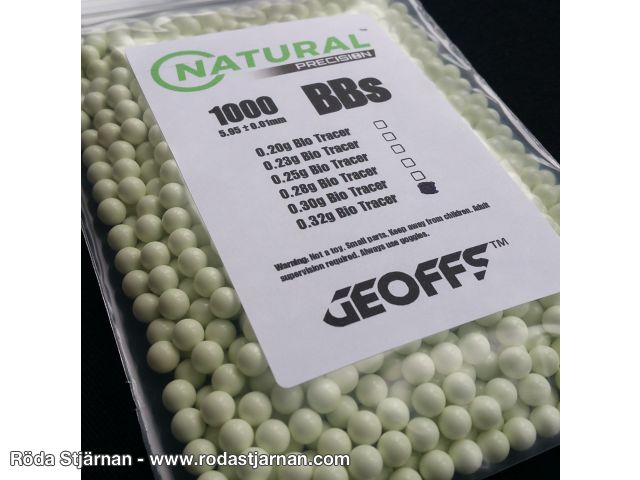 NATURAL™
PRECISION
1000 BBs
5.95 ± 0.01mm
0.20g Bio Tracer
0.23g Bio Tracer
0.25g Bio Tracer
0.28g Bio Tracer
0.30g Bio Tracer
0.32g Bio Tracer
Warning: Not a toy. Small parts. Keep away from children. Adult
supervision required. Always use goggles.
GEOFFS™
Röda Stjärnan - www.rodastjarnan.com